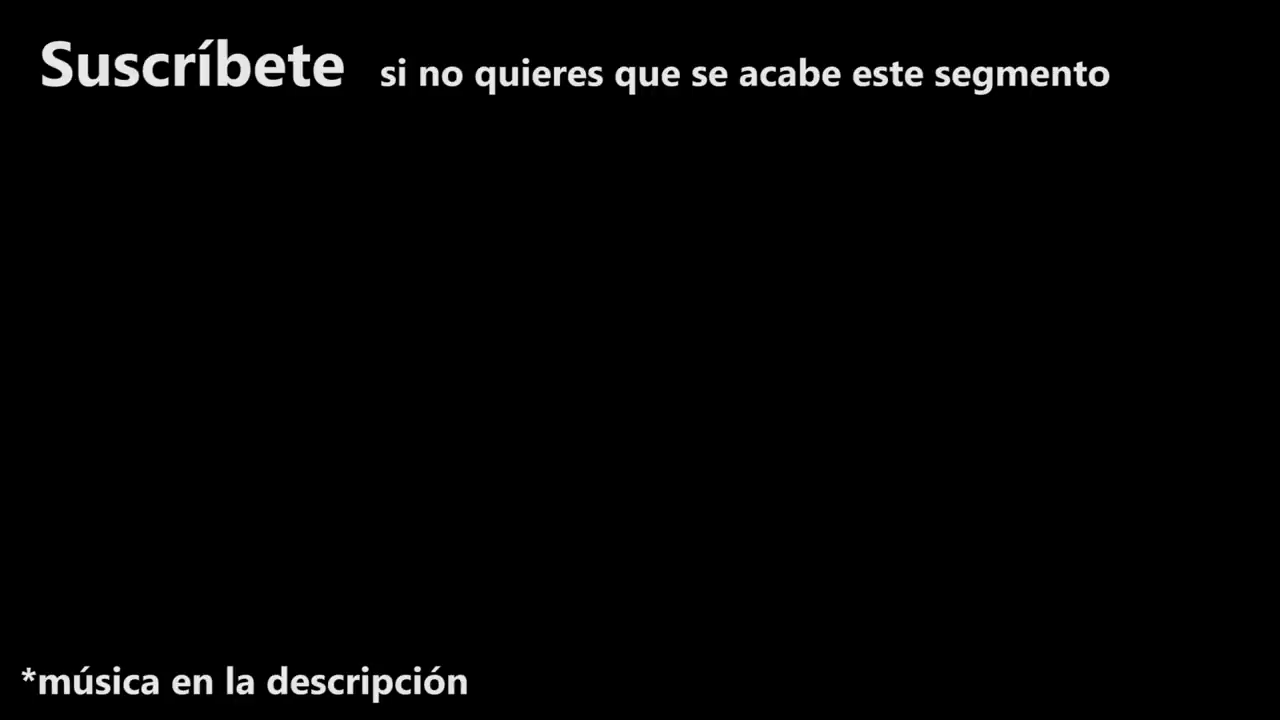 Suscríbete si no quieres que se acabe este segmento
*música en la descripción